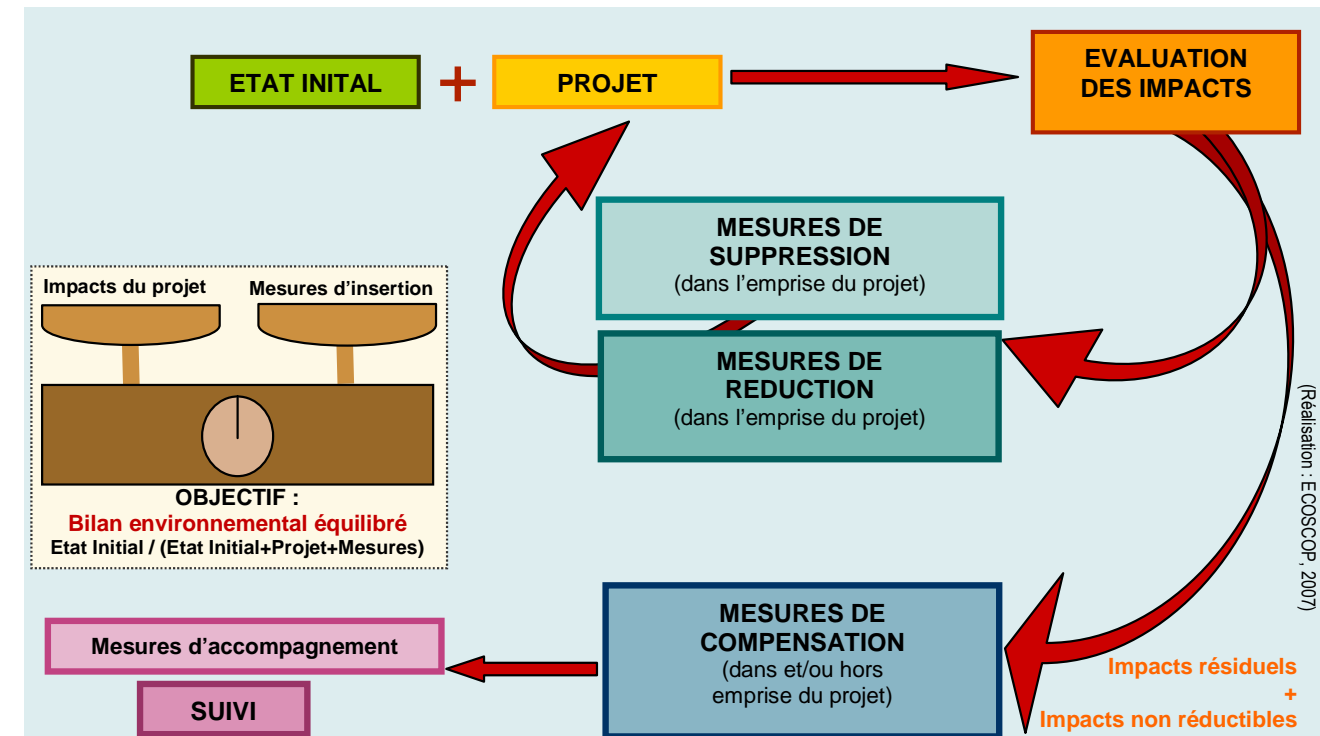 ETAT INITAL
+
PROJET
EVALUATION
DES IMPACTS
MESURES DE
SUPPRESSION
(dans l'emprise du projet)
MESURES DE
REDUCTION
(dans l'emprise du projet)
Impacts du projet
Mesures d'insertion
OBJECTIF :
Bilan environnemental équilibré
Etat Initial / (Etat Initial+Projet+Mesures)
(Réalisation : ECOSCOP, 2007)
MESURES DE
COMPENSATION
(dans et/ou hors
emprise du projet)
Impacts résiduels
+
Impacts non réductibles
Mesures d'accompagnement
SUIVI